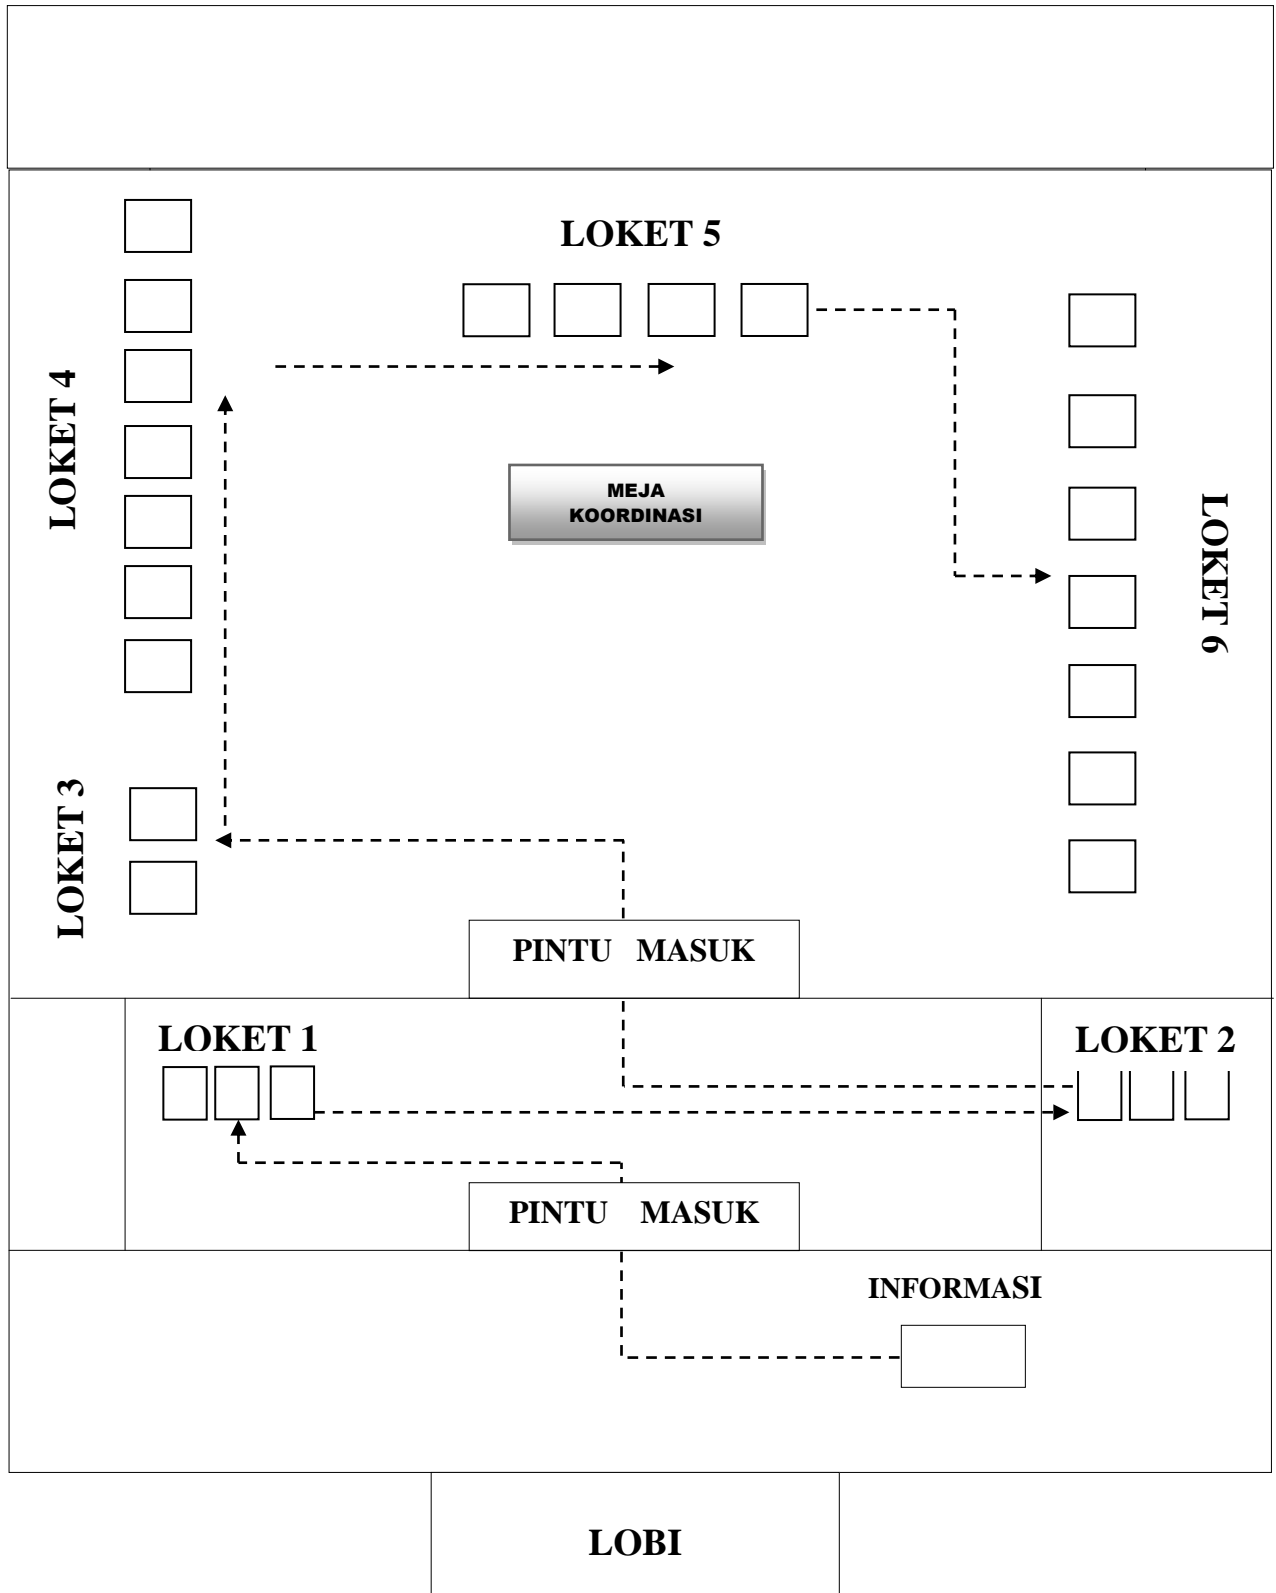 LOKET 5
LOKET 4
MEJA
KOORDINASI
LOKET 6
LOKET 3
PINTU MASUK
LOKET 1
LOKET 2
PINTU MASUK
INFORMASI
LOBI